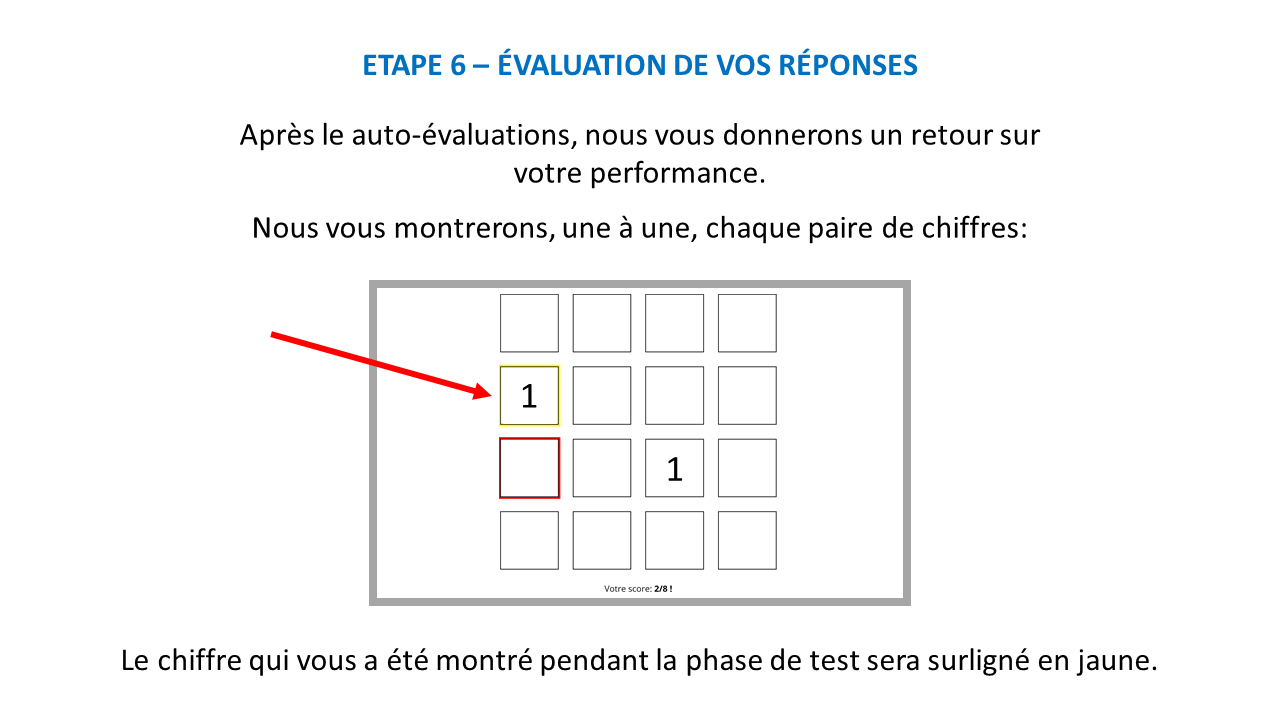 ETAPE 6 – ÉVALUATION DE VOS RÉPONSES
Après le auto-évaluations, nous vous donnerons un retour sur
votre performance.
Nous vous montrerons, une à une, chaque paire de chiffres:
1
1
Votre score: 2/8 !
Le chiffre qui vous a été montré pendant la phase de test sera surligné en jaune.